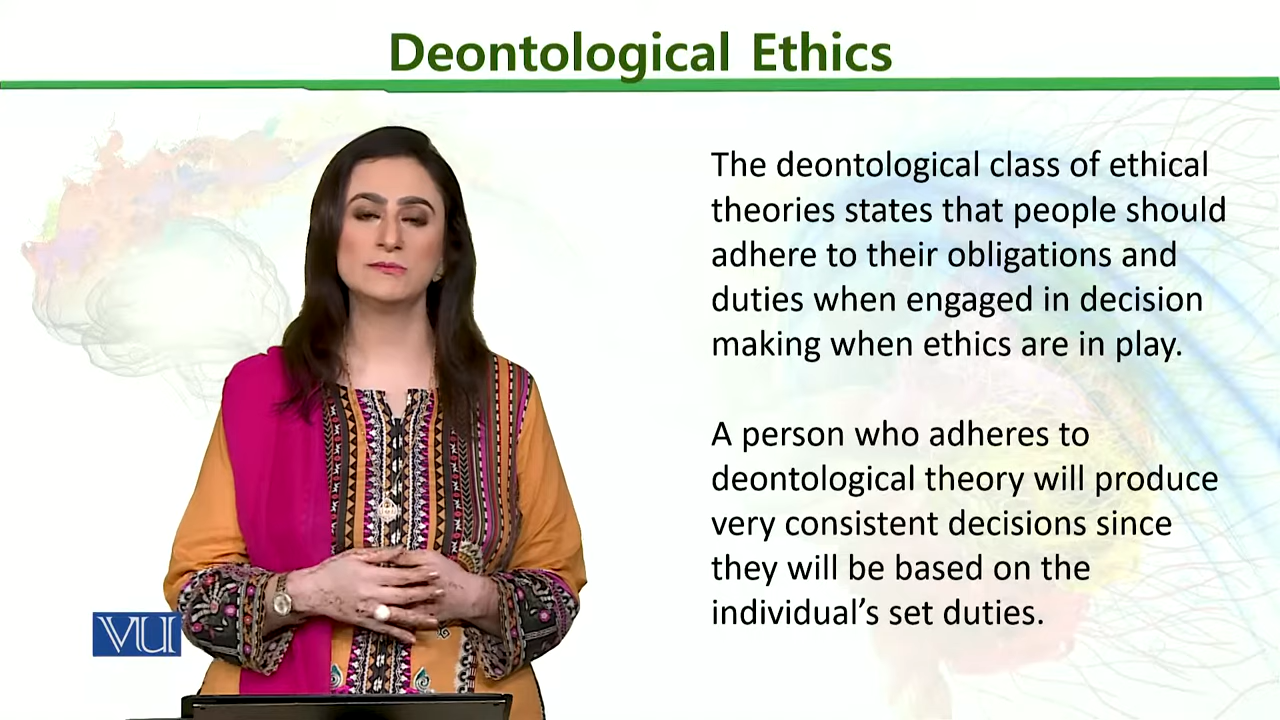 Deontological Ethics
The deontological class of ethical
theories states that people should
adhere to their obligations and
duties when engaged in decision
making when ethics are in play.
A person who adheres to
deontological theory will produce
very consistent decisions since
they will be based on the
individual’s set duties.
VU